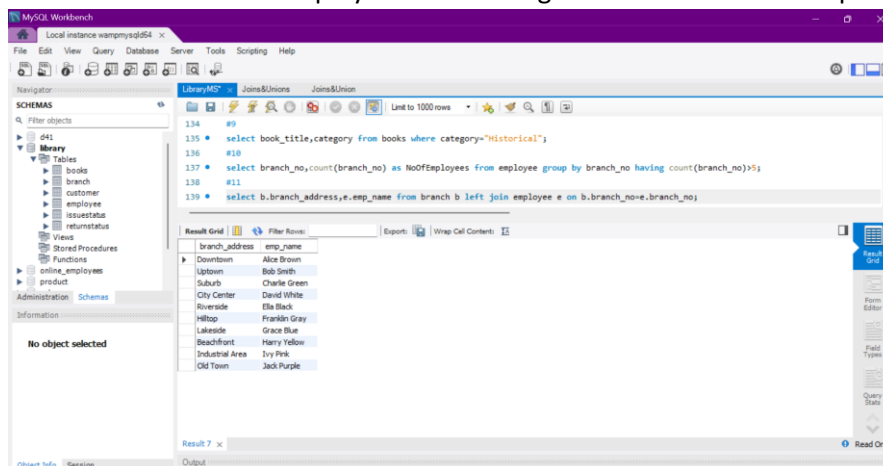 MySQL Workbench
Local instance wampmysqld64 ×
File Edit View Query Database Server Tools Scripting Help
Navigator
SCHEMAS
Filter objects
d41
library
Tables
books
branch
customer
employee
issuestatus
returnstatus
Views
Stored Procedures
Functions
online_employees
product
Administration Schemas
Information
No object selected
Object Info Session
LibraryMS* × Joins&Unions Joins&Union
Limit to 1000 rows
134 #9
135 select book_title,category from books where category="Historical";
136 #10
137 select branch_no,count(branch_no) as NoOfEmployees from employee group by branch_no having count(branch_no)>5;
138 #11
139 select b.branch_address,e.emp_name from branch b left join employee e on b.branch_no=e.branch_no;
Result Grid Filter Rows: Export: Wrap Cell Content:
branch_address emp_name
Downtown Alice Brown
Uptown Bob Smith
Suburb Charlie Green
City Center David White
Riverside Ella Black
Hilltop Franklin Gray
Lakeside Grace Blue
Beachfront Harry Yellow
Industrial Area Ivy Pink
Old Town Jack Purple
Result
Grid
Form
Editor
Field
Types
Query
Stats
Result 7 ×
Read On
Output